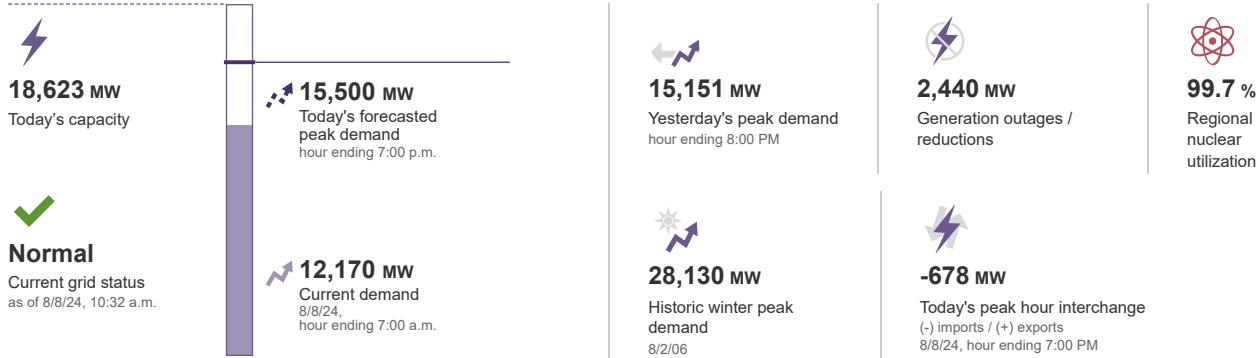 18,623 MW
Today's capacity
Normal
Current grid status
as of 8/8/24, 10:32 a.m.
15,500 MW
Today's forecasted
peak demand
hour ending 7:00 p.m.
12,170 MW
Current demand
8/8/24,
hour ending 7:00 a.m.
15,151 MW
Yesterday's peak demand
hour ending 8:00 PM
2,440 MW
Generation outages /
reductions
99.7 %
Regional
nuclear
utilization
28,130 MW
Historic winter peak
demand
8/2/06
-678 MW
Today's peak hour interchange
(-) imports / (+) exports
8/8/24, hour ending 7:00 PM